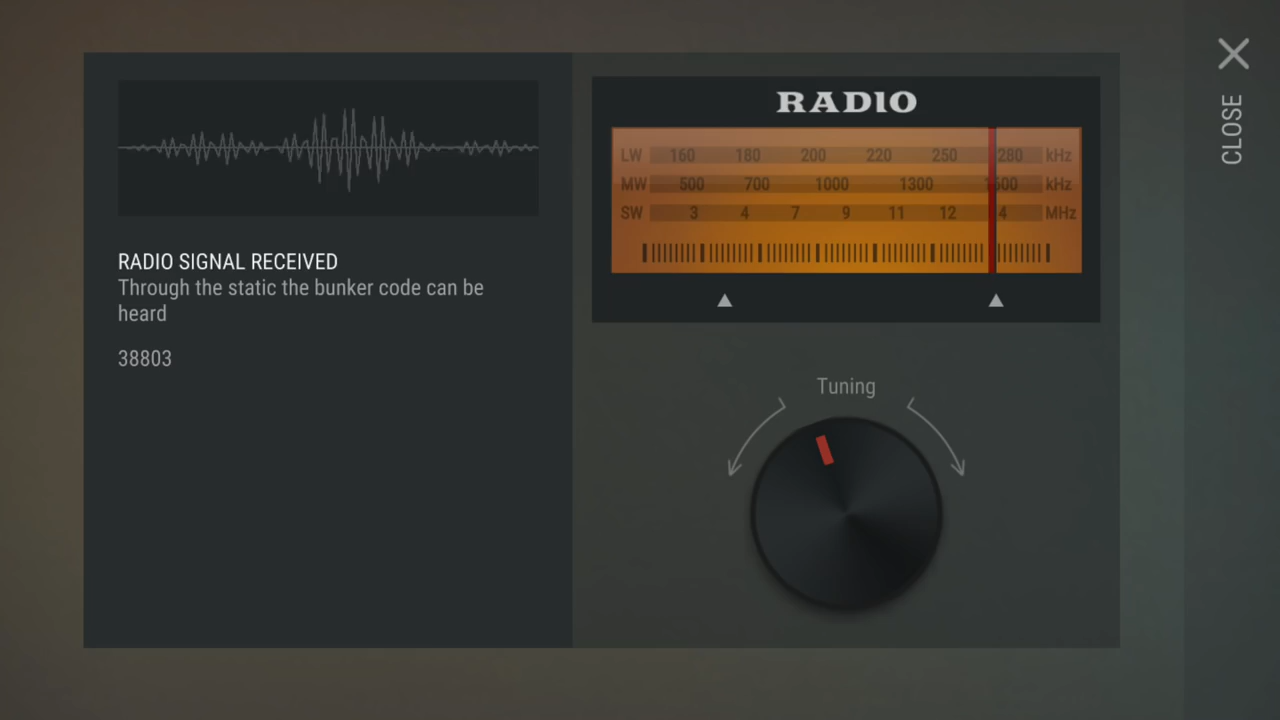 RADIO SIGNAL RECEIVED
Through the static the bunker code can be
heard
38803
RADIO
LW 160 180 200 220 250 280 kHz
MW 500 700 1000 1300 kHz
SW 3 4 7 9 11 12 MHz
Tuning
CLOSE